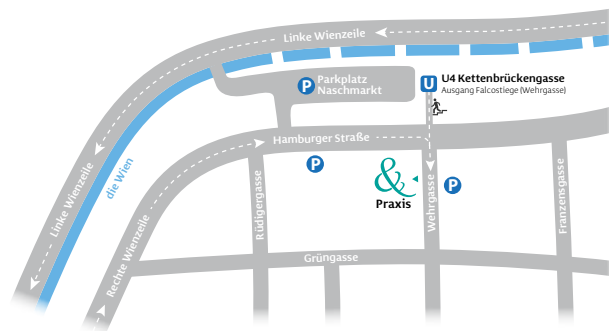 Linke Wienzeile
P Parkplatz
Naschmarkt
U U4 Kettenbrückengasse
Ausgang Falcostiege (Wehrgasse)
Hamburger Straße
P
&
Praxis
P
Linke Wienzeile
die Wien
Rechte Wienzeile
Rüdigergasse
Wehrgasse
Franzensgasse
Grüngasse